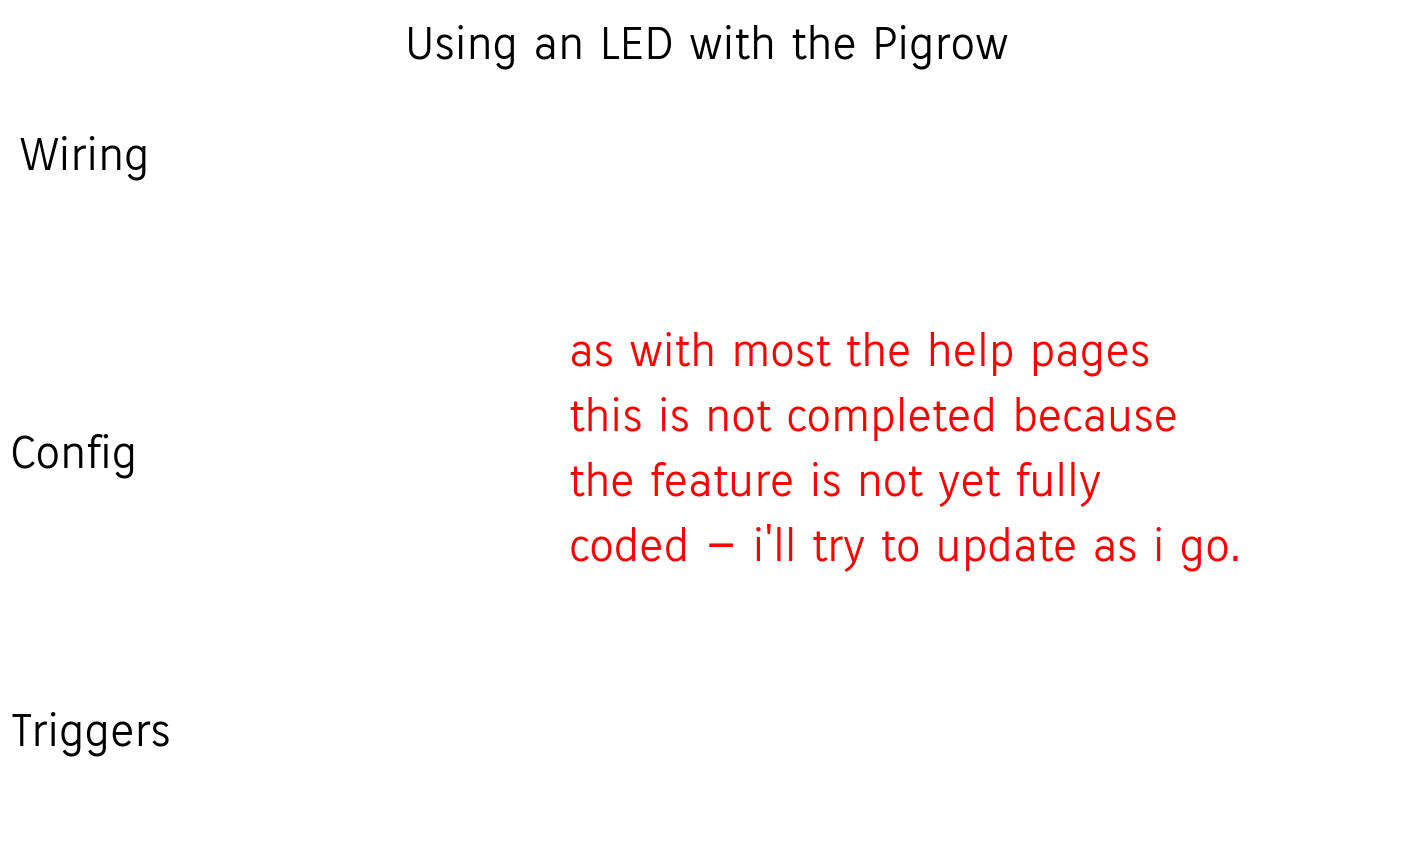 Using an LED with the Pigrow
Wiring
as with most the help pages
this is not completed because
Config
the feature is not yet fully
coded – i'll try to update as i go.
Triggers